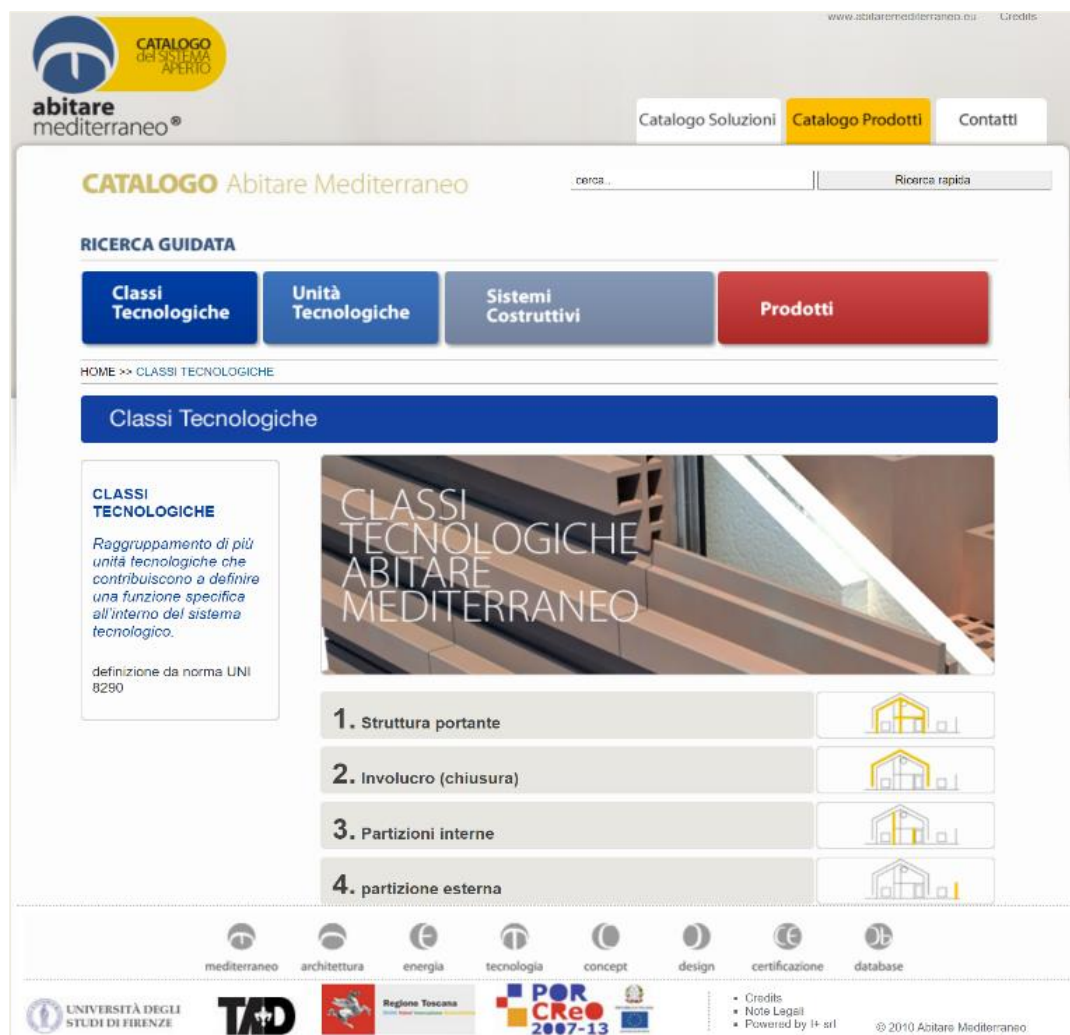 www.abitaremediterraneo.eu Credits
CATALOGO
del SISTEMA
APERTO
abitare
mediterraneo®
Catalogo Soluzioni Catalogo Prodotti Contatti
CATALOGO Abitare Mediterraneo
cerca.. Ricerca rapida
RICERCA GUIDATA
Classi
Tecnologiche
Unità
Tecnologiche
Sistemi
Costruttivi
Prodotti
HOME >> CLASSI TECNOLOGICHE
Classi Tecnologiche
CLASSI
TECNOLOGICHE
Raggruppamento di più
unità tecnologiche che
contribuiscono a definire
una funzione specifica
all'interno del sistema
tecnologico.
definizione da norma UNI
8290
CLASSI
TECNOLOGICHE
ABITARE
MEDITERRANEO
1. Struttura portante
2. Involucro (chiusura)
3. Partizioni interne
4. partizione esterna
mediterraneo architettura energia tecnologia concept design certificazione database
UNIVERSITÀ DEGLI
STUDI DI FIRENZE
TAD
Regione Toscana
POR
CReO
2007-13
Credits
Note Legali
Powered by I+ srl
© 2010 Abitare Mediterraneo